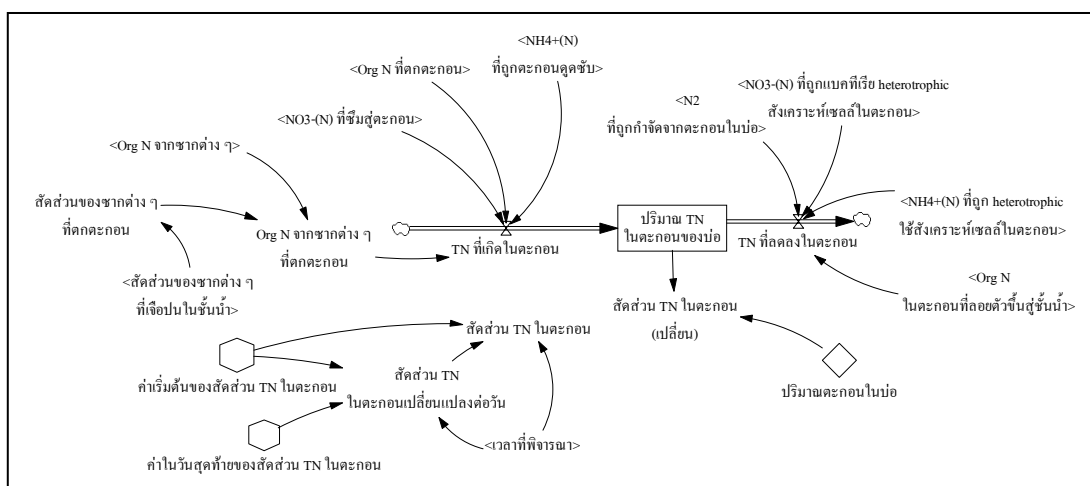 <NH4+(N)
ที่ถูกตะกอนดูดซับ>
<Org N ที่ตกตะกอน>
<NO3-(N) ที่ซึมสู่ตะกอน>
<Org N จากซากต่าง ๆ>
สัดส่วนของซากต่าง ๆ
ที่ตกตะกอน
Org N จากซากต่าง ๆ
ที่ตกตะกอน
<สัดส่วนของซากต่าง ๆ
ที่เจือปนในชั้นน้ำ>
TN ที่เกิดในตะกอน
<N2
ที่ถูกกำจัดจากตะกอนในบ่อ>
<NO3-(N) ที่ถูกแบคทีเรีย heterotrophic
สังเคราะห์เซลล์ในตะกอน>
ปริมาณ TN
ในตะกอนของบ่อ
TN ที่ลดลงในตะกอน
<NH4+(N) ที่ถูก heterotrophic
ใช้สังเคราะห์เซลล์ในตะกอน>
<Org N
ในตะกอนที่ลอยตัวขึ้นสู่ชั้นน้ำ>
สัดส่วน TN ในตะกอน
(เปลี่ยน)
ปริมาณตะกอนในบ่อ
สัดส่วน TN ในตะกอน
ค่าเริ่มต้นของสัดส่วน TN ในตะกอน
สัดส่วน TN
ในตะกอนเปลี่ยนแปลงต่อวัน
<เวลาที่พิจารณา>
ค่าในวันสุดท้ายของสัดส่วน TN ในตะกอน